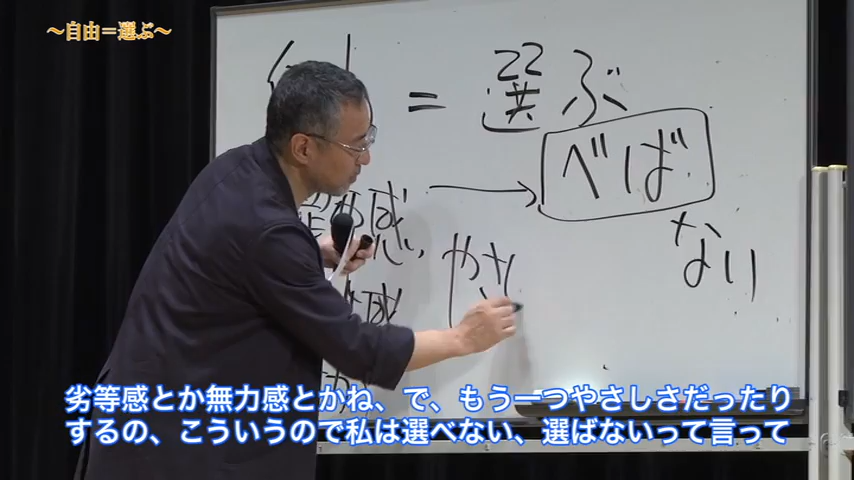 〜自由＝選ぶ〜
= 選ぶ
べば
ない
感
やさ
感
劣等感とか無力感とかね、で、もう一つやさしさだったり
するの、こういうので私は選べない、選ばないって言って